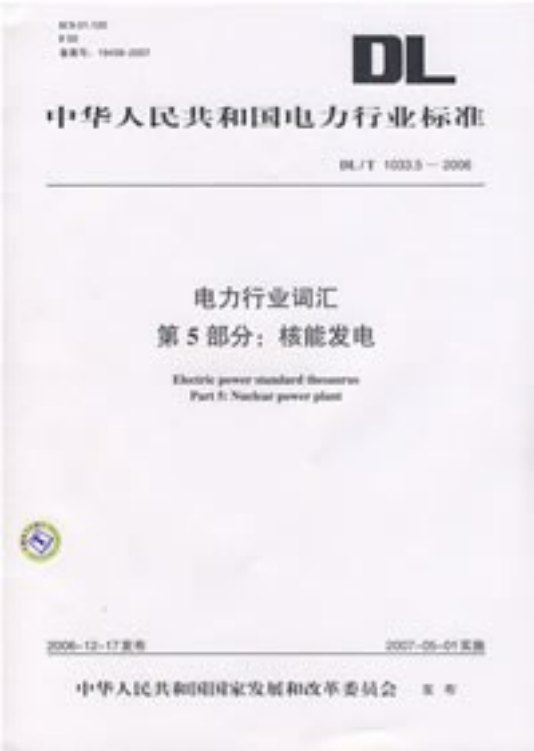 DL
中华人民共和国电力行业标准
DL/T 1033.5—2006
电力行业词汇
第5部分：核能发电
Electric power standard thesaurus
Part 5: Nuclear power plant
2006-12-17发布
2007-05-01实施
中华人民共和国国家发展和改革委员会 发布